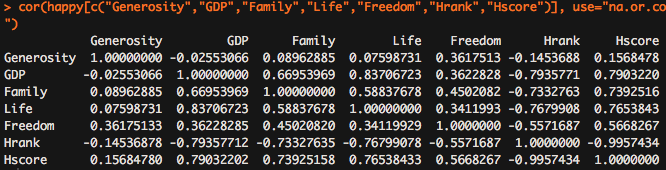 > cor(happy[c("Generosity","GDP","Family","Life","Freedom","Hrank","Hscore")], use="na.or.co
")
Generosity GDP Family Life Freedom Hrank Hscore
Generosity 1.00000000 -0.02553066 0.08962885 0.07598731 0.3617513 -0.1453688 0.1568478
GDP -0.02553066 1.00000000 0.66953969 0.83706723 0.3622828 -0.7935771 0.7903220
Family 0.08962885 0.66953969 1.00000000 0.58837678 0.4502082 -0.7332763 0.7392516
Life 0.07598731 0.83706723 0.58837678 1.00000000 0.3411993 -0.7679908 0.7653843
Freedom 0.36175133 0.36228285 0.45020820 0.34119929 1.0000000 -0.5571687 0.5668267
Hrank -0.14536878 -0.79357712 -0.73327635 -0.76799078 -0.5571687 1.0000000 -0.9957434
Hscore 0.15684780 0.79032202 0.73925158 0.76538433 0.5668267 -0.9957434 1.0000000